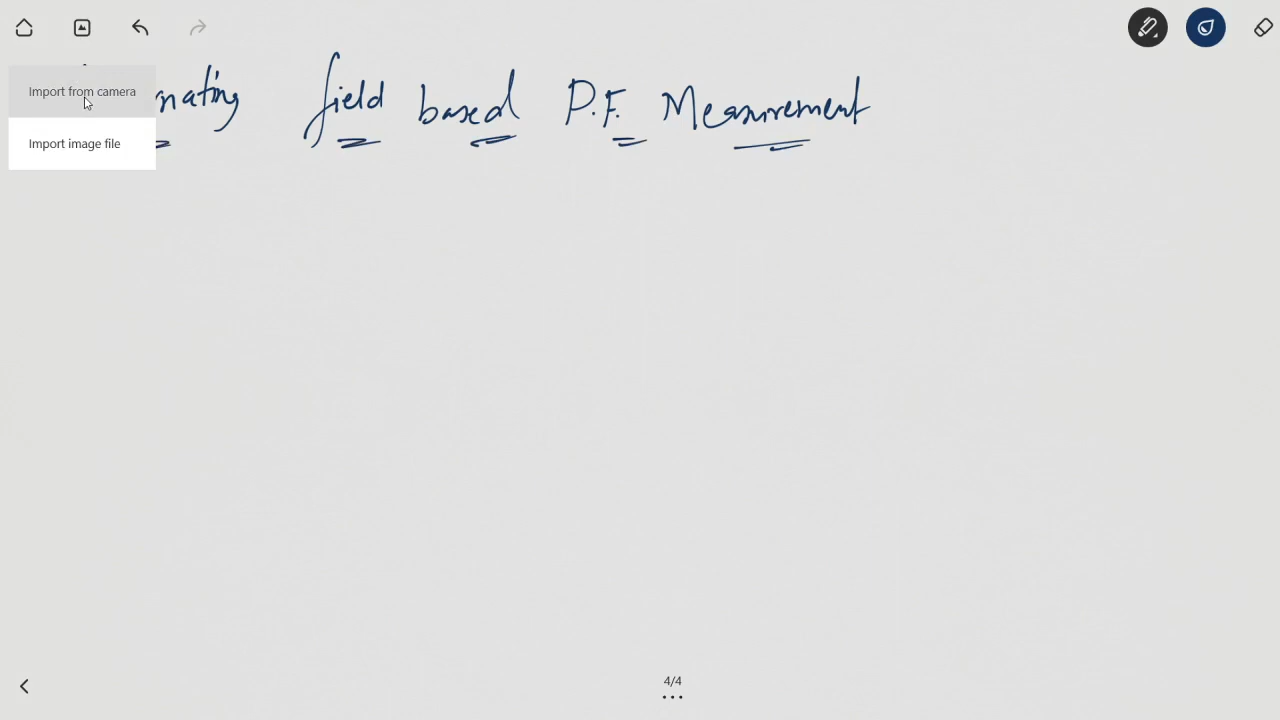 Import from camera
nating field based P.F. Measurement
Import image file
4/4